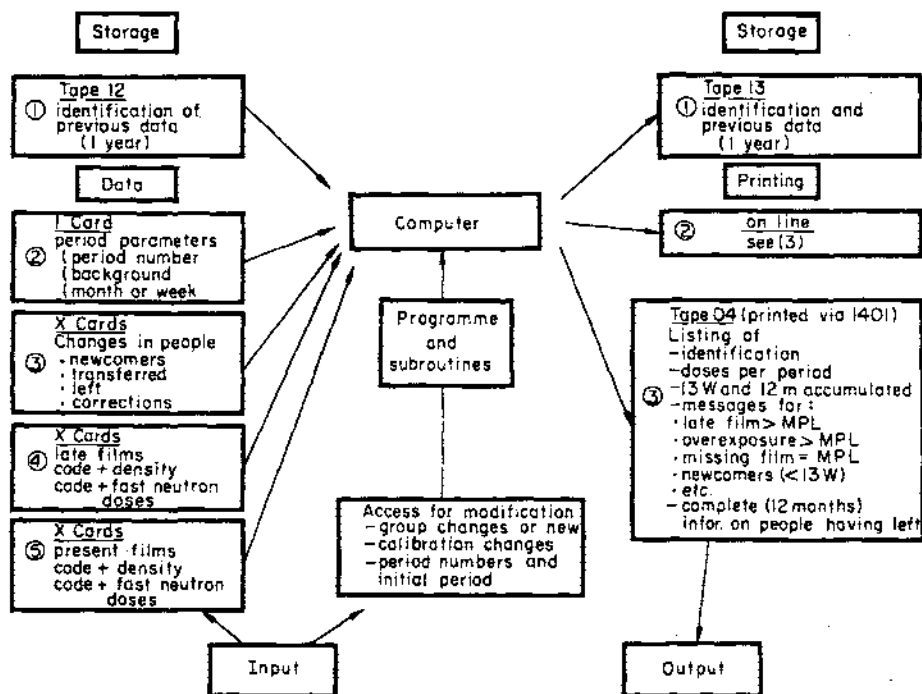 Storage
① Tape 12
identification of
previous data
(1 year)
Data
② 1 Card
period parameters
(period number
(background
(month or week
③ X Cards
Changes in people
· newcomers
· transferred
· left
· corrections
④ X Cards
late films
code + density
code + fast neutron
doses
⑤ X Cards
present films
code + density
code + fast neutron
doses
Input
Computer
Programme
and
subroutines
Access for modification
– group changes or new
– calibration changes
– period numbers and
initial period
Storage
① Tape 13
identification and
previous data
(1 year)
Printing
② on line
see (3)
③ Tape 04 (printed via 1401)
Listing of
– identification
– doses per period
– 13 W and 12 m accumulated
– messages for :
· late film > MPL
· overexposure > MPL
· missing film = MPL
· newcomers (< 13 W)
· etc.
– complete (12 months)
infor. on people having left
Output